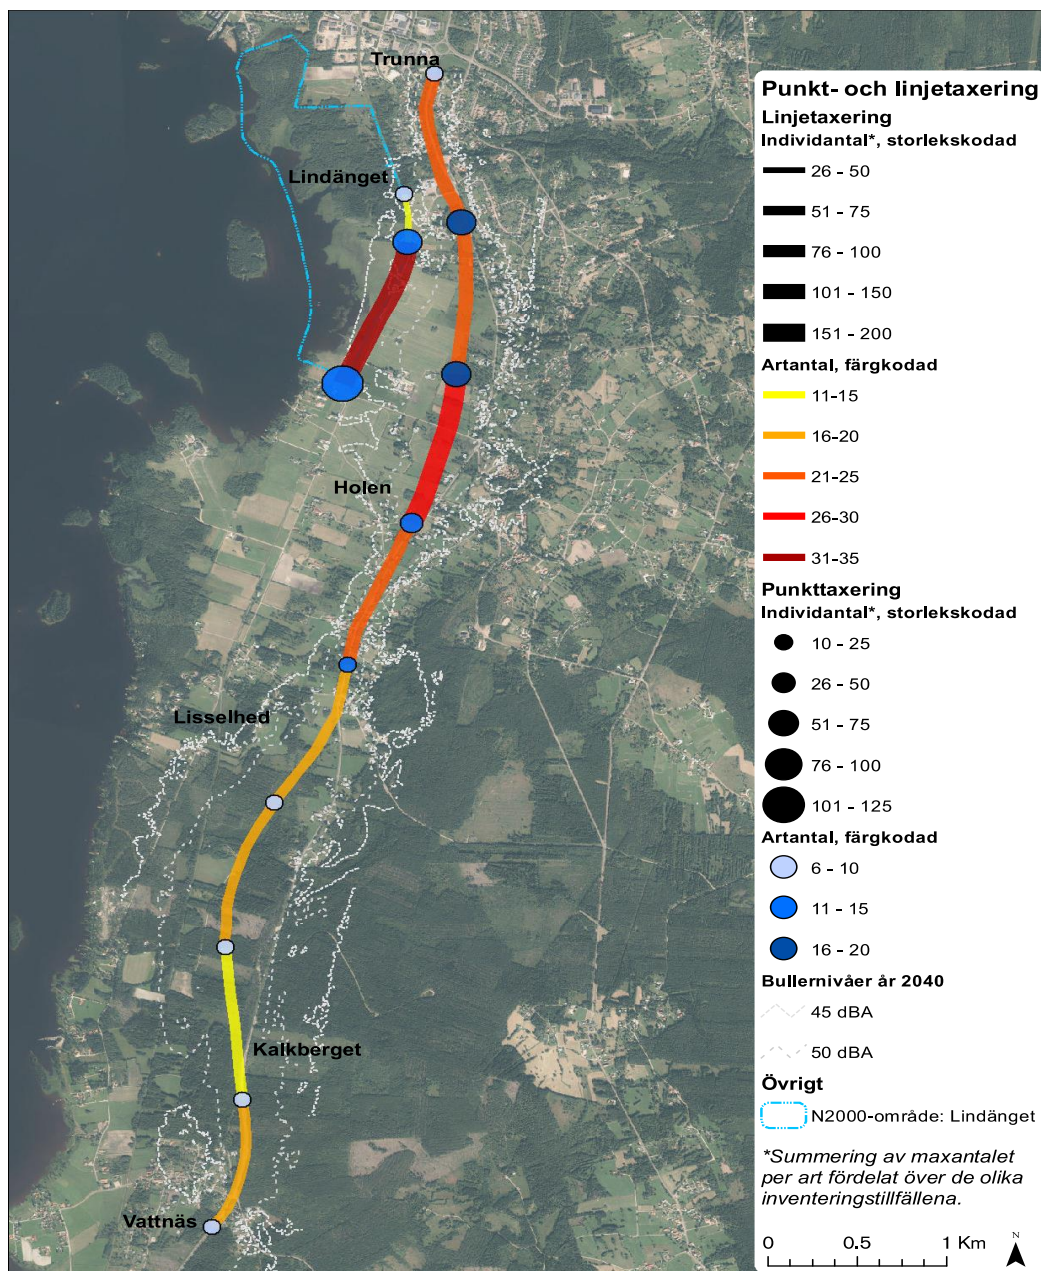 Trunna
Lindänget
Holen
Lisselhed
Kalkberget
Vattnäs
Punkt- och linjetaxering
Linjetaxering
Individantal*, storlekskodad
26 - 50
51 - 75
76 - 100
101 - 150
151 - 200
Artantal, färgkodad
11-15
16-20
21-25
26-30
31-35
Punkttaxering
Individantal*, storlekskodad
10 - 25
26 - 50
51 - 75
76 - 100
101 - 125
Artantal, färgkodad
6 - 10
11 - 15
16 - 20
Bullernivåer år 2040
45 dBA
50 dBA
Övrigt
N2000-område: Lindänget
*Summering av maxantalet
per art fördelat över de olika
inventeringstillfällena.
0 0.5 1 Km
N